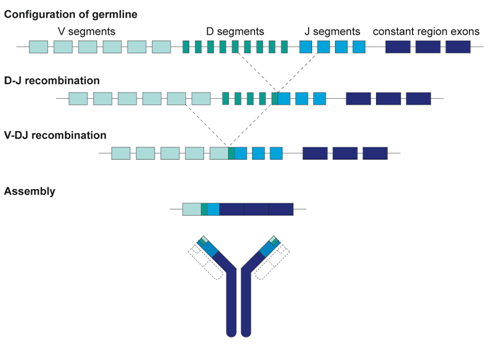 Configuration of germline
V segments D segments J segments constant region exons
D-J recombination
V-DJ recombination
Assembly